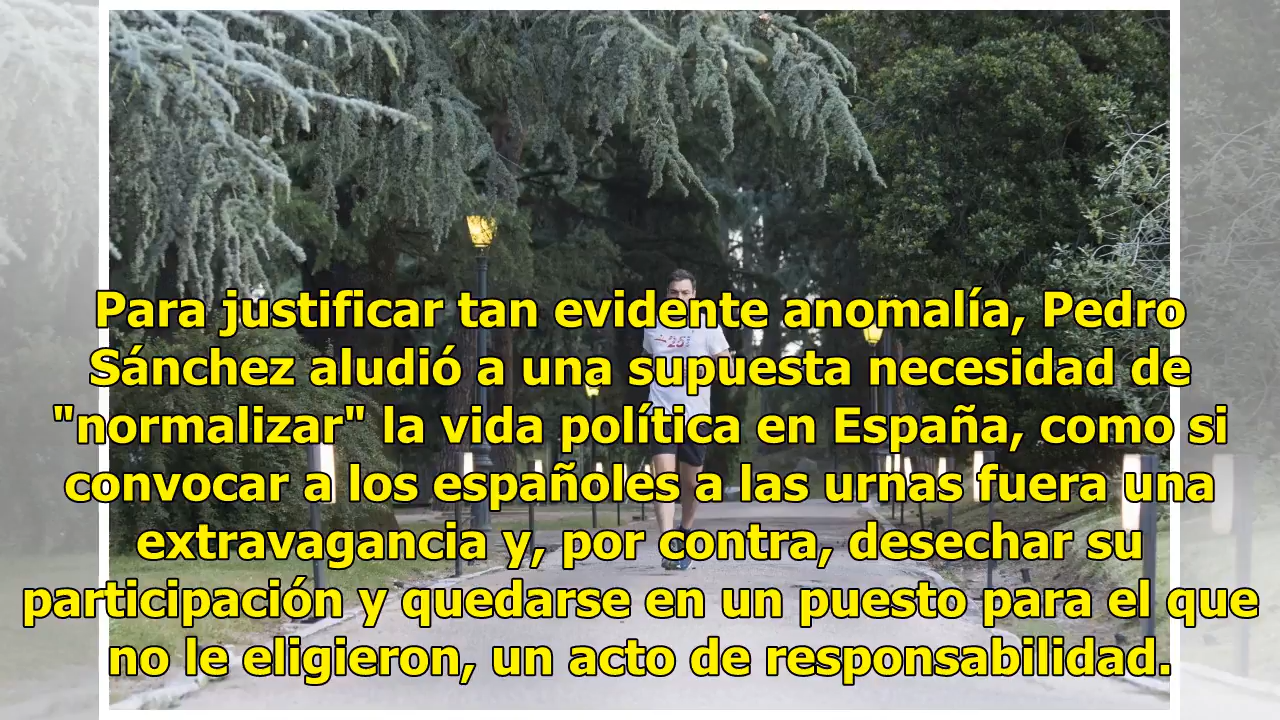 Para justificar tan evidente anomalía, Pedro
Sánchez aludió a una supuesta necesidad de
"normalizar" la vida política en España, como si
convocar a los españoles a las urnas fuera una
extravagancia y, por contra, desechar su
participación y quedarse en un puesto para el que
no le eligieron, un acto de responsabilidad.
25